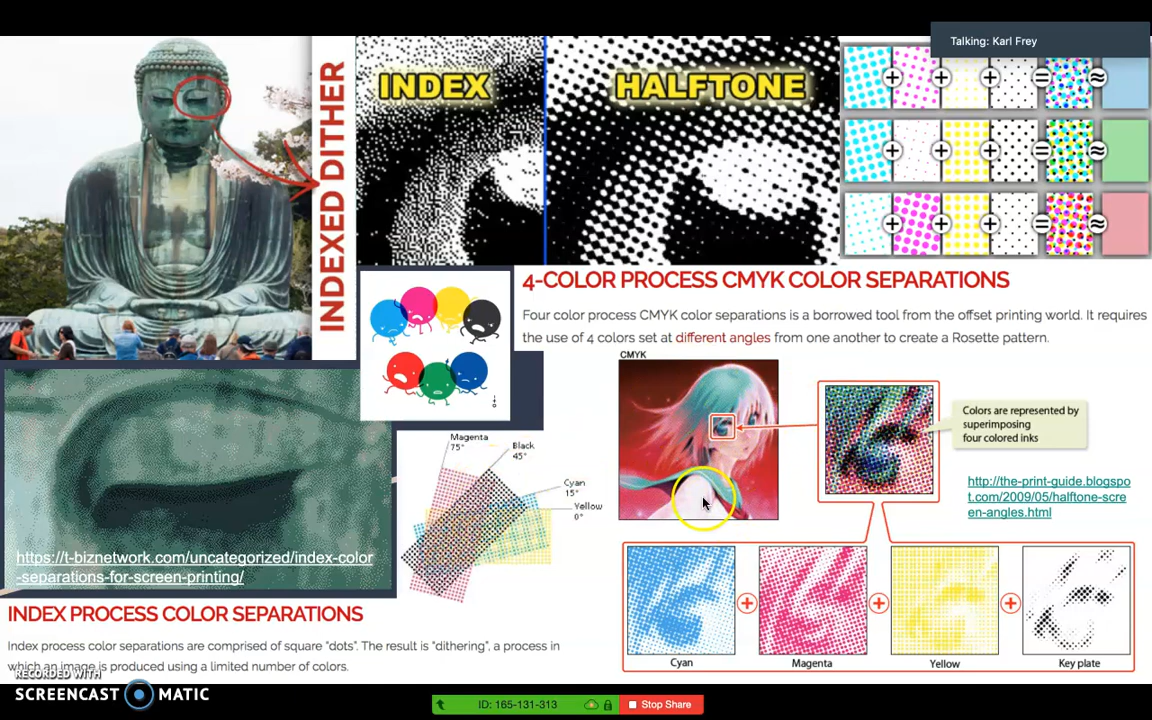 Talking: Karl Frey
INDEXED DITHER
INDEX
HALFTONE
4-COLOR PROCESS CMYK COLOR SEPARATIONS
Four color process CMYK color separations is a borrowed tool from the offset printing world. It requires
the use of 4 colors set at different angles from one another to create a Rosette pattern.
CMYK
Colors are represented by
superimposing
four colored inks
http://the-print-guide.blogspo
t.com/2009/05/halftone-scre
en-angles.html
Magenta
75°
Black
45°
Cyan
15°
Yellow
0°
https://t-biznetwork.com/uncategorized/index-color
-separations-for-screen-printing/
INDEX PROCESS COLOR SEPARATIONS
Index process color separations are comprised of square "dots". The result is "dithering", a process in
which an image is produced using a limited number of colors.
Cyan
Magenta
Yellow
Key plate
RECORDED WITH
SCREENCAST MATIC
ID: 165-131-313
Stop Share